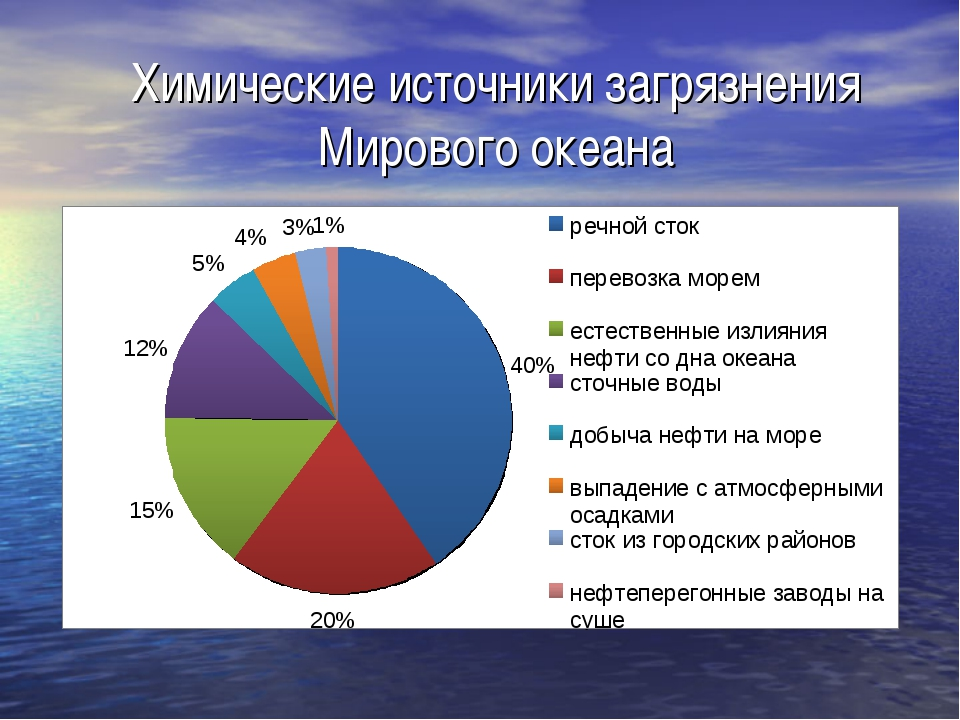 Химические источники загрязнения
Мирового океана
3%
1%
4%
5%
12%
40%
15%
20%
речной сток
перевозка морем
естественные излияния
нефти со дна океана
сточные воды
добыча нефти на море
выпадение с атмосферными
осадками
сток из городских районов
нефтеперегонные заводы на
суше